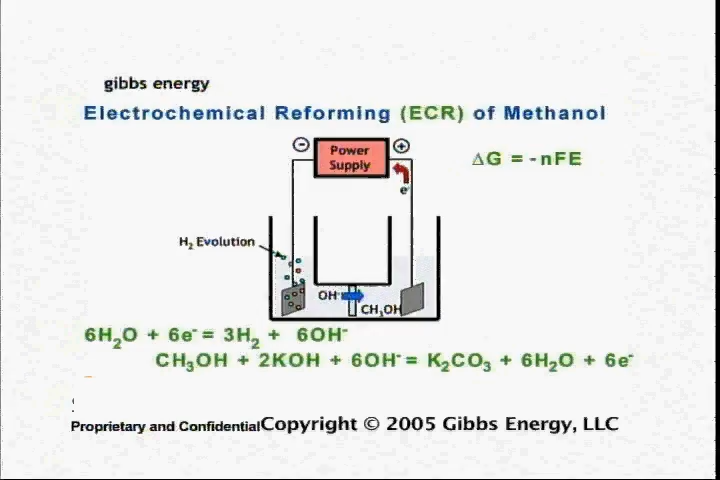 gibbs energy
Electrochemical Reforming (ECR) of Methanol
− Power Supply +
ΔG = -nFE
e⁻
H₂ Evolution
OH⁻
CH₃OH
6H₂O + 6e⁻ = 3H₂ + 6OH⁻
CH₃OH + 2KOH + 6OH⁻ = K₂CO₃ + 6H₂O + 6e⁻
Proprietary and Confidential Copyright © 2005 Gibbs Energy, LLC